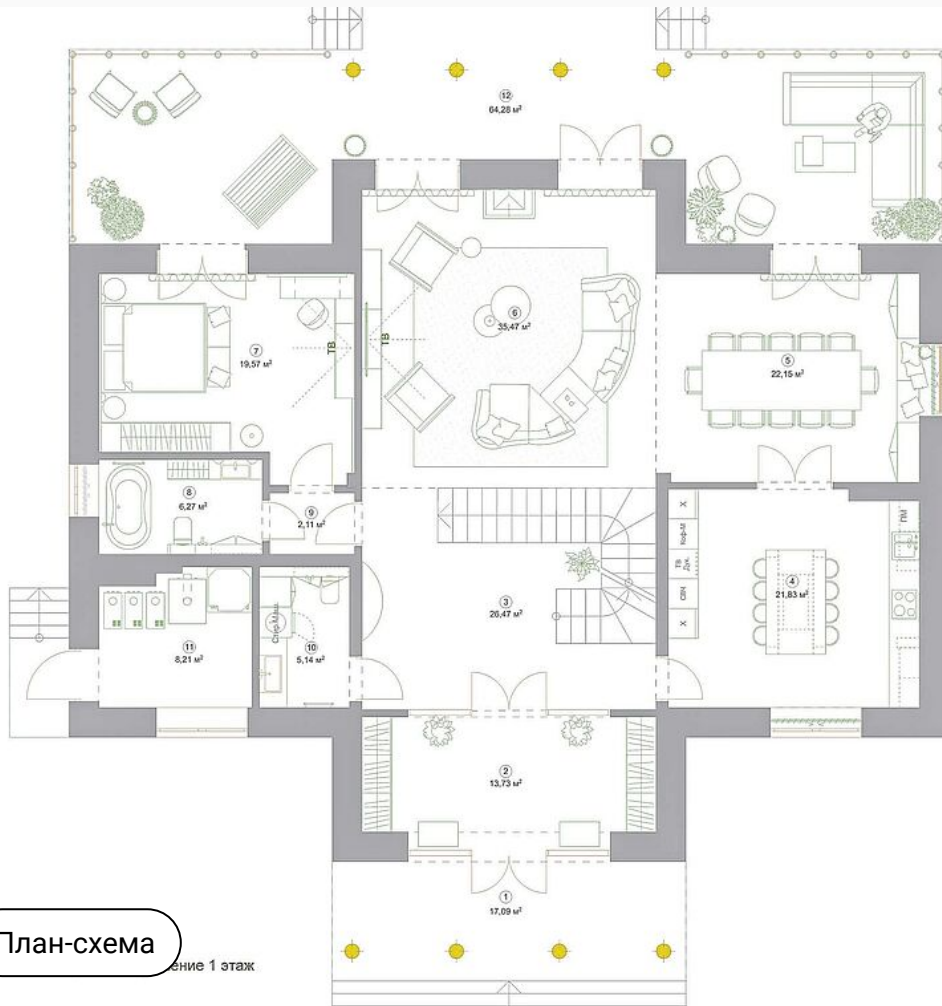 12
64,28 м²
6
35,47 м²
ТВ
ТВ
7
19,57 м²
5
22,15 м²
8
6,27 м²
9
2,11 м²
Х
Коф-М
ТВ
Дух.
СВЧ
Х
ПМ
4
21,83 м²
3
26,47 м²
Стир.Маш.
10
5,14 м²
11
8,21 м²
2
13,73 м²
1
17,09 м²
План-схема
ение 1 этаж